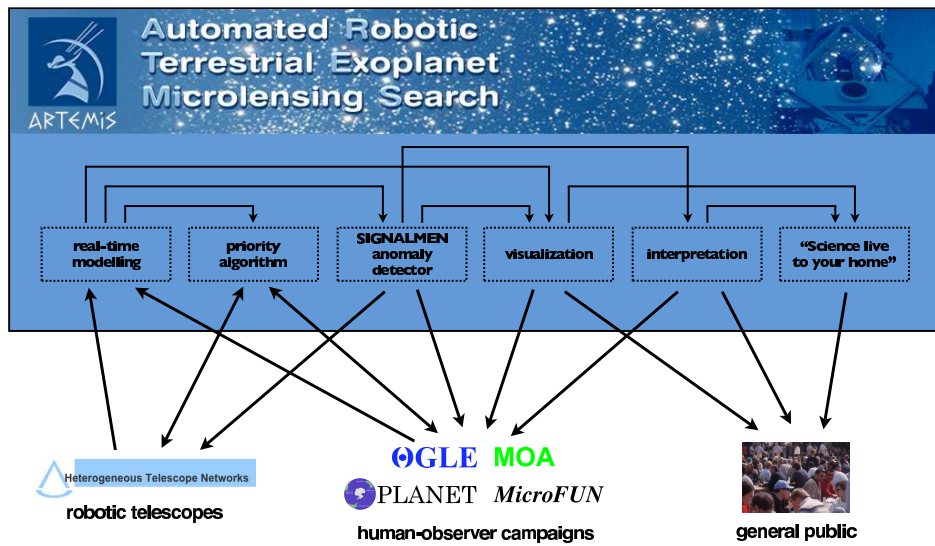 Automated Robotic
Terrestrial Exoplanet
Microlensing Search
ARTEMiS
real-time
modelling
priority
algorithm
SIGNALMEN
anomaly
detector
visualization
interpretation
“Science live
to your home”
Heterogeneous Telescope Networks
robotic telescopes
OGLE MOA
PLANET MicroFUN
human-observer campaigns
general public